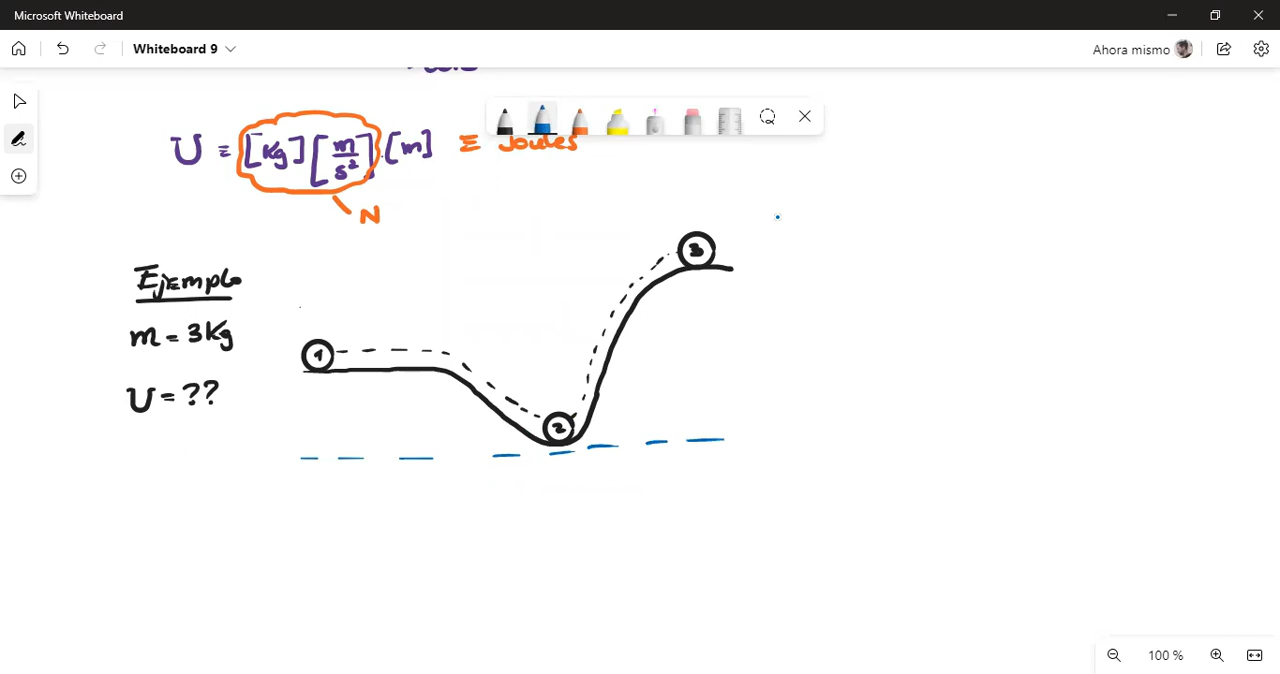 Microsoft Whiteboard
Whiteboard 9
Ahora mismo
U ≡ [Kg] [m/s²] · [m] ≡ Joules
N
Ejemplo
m = 3Kg
U = ??
1
2
3
100 %